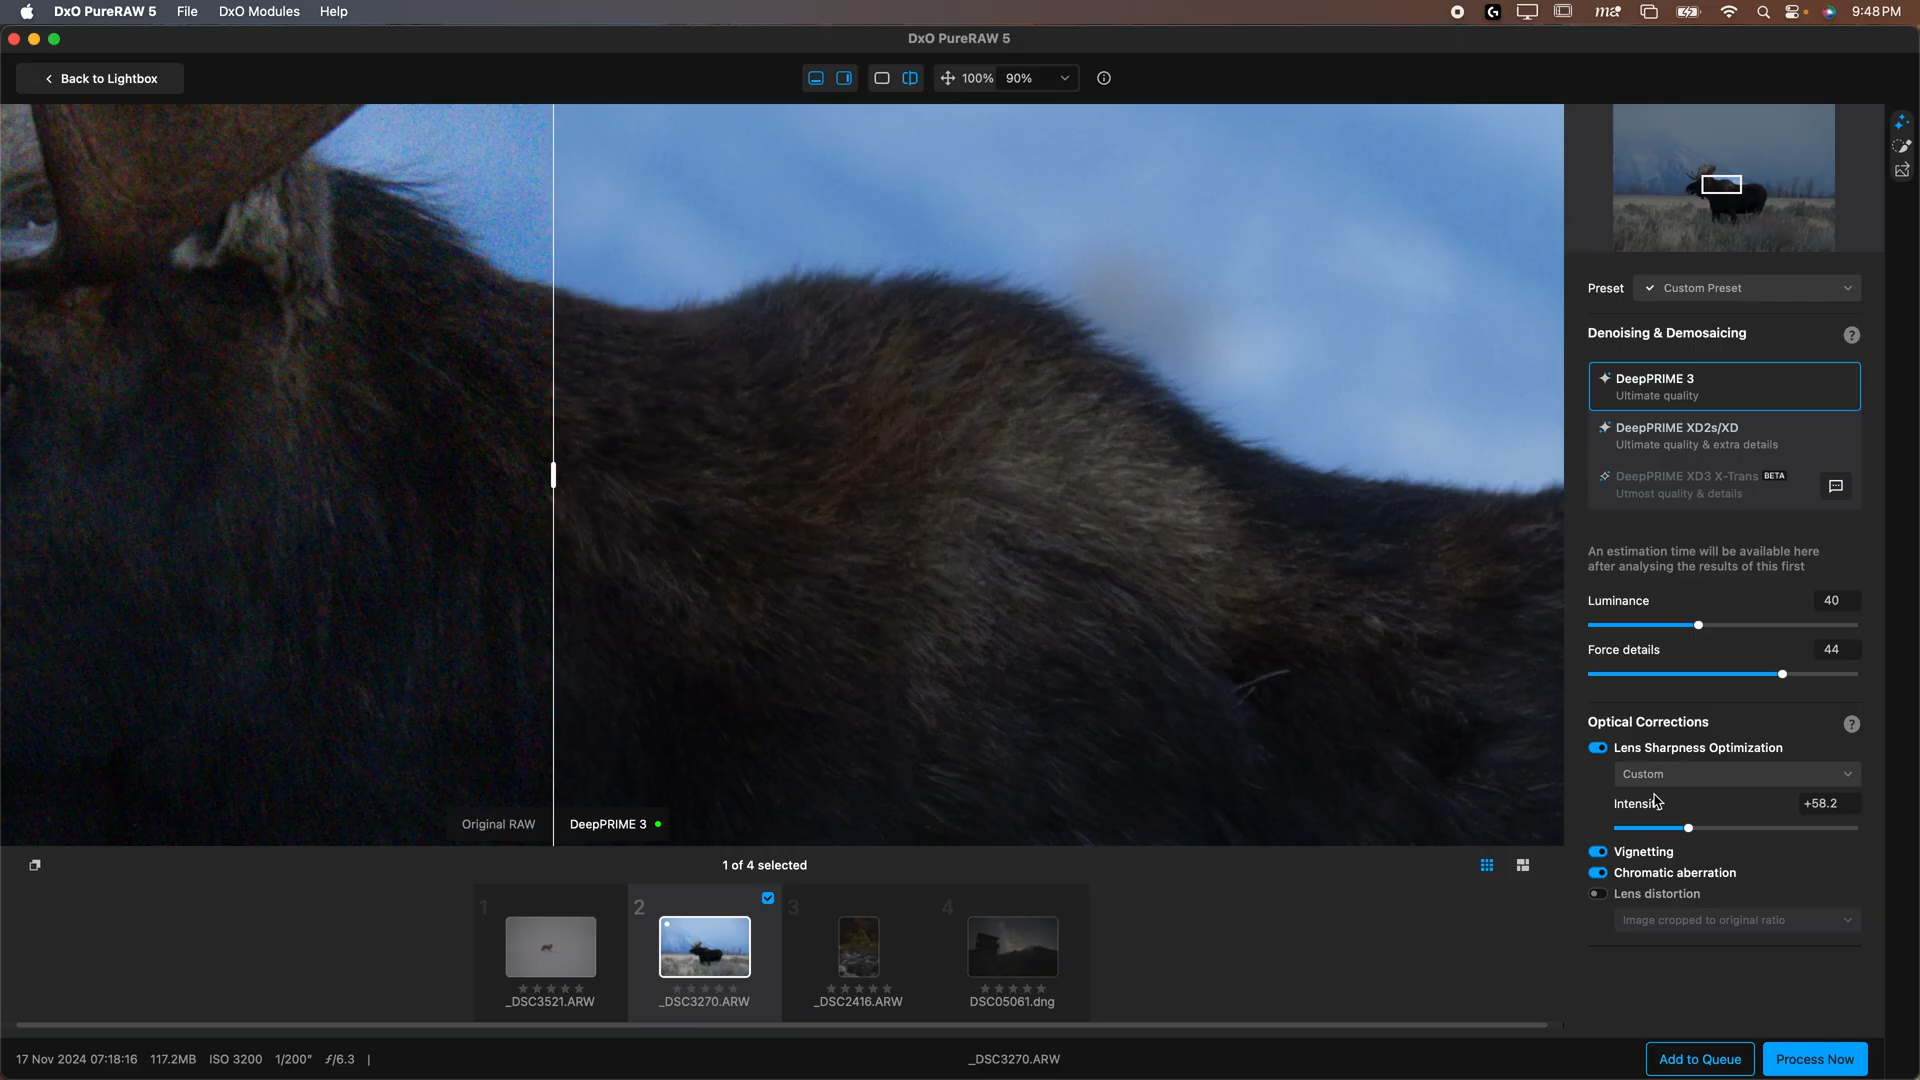 DxO PureRAW 5 File DxO Modules Help
9:48 PM
DxO PureRAW 5
Back to Lightbox
100% 90%
Preset Custom Preset
Denoising & Demosaicing ?
DeepPRIME 3
Ultimate quality
DeepPRIME XD2s/XD
Ultimate quality & extra details
DeepPRIME XD3 X-Trans BETA
Utmost quality & details
An estimation time will be available here
after analysing the results of this first
Luminance 40
Force details 44
Optical Corrections ?
Lens Sharpness Optimization
Custom
Intensity +58.2
Vignetting
Chromatic aberration
Lens distortion
Image cropped to original ratio
Original RAW DeepPRIME 3
1 of 4 selected
1 2 3 4
_DSC3521.ARW _DSC3270.ARW _DSC2416.ARW DSC05061.dng
17 Nov 2024 07:18:16 117.2MB ISO 3200 1/200″ ƒ/6.3 |
_DSC3270.ARW
Add to Queue Process Now